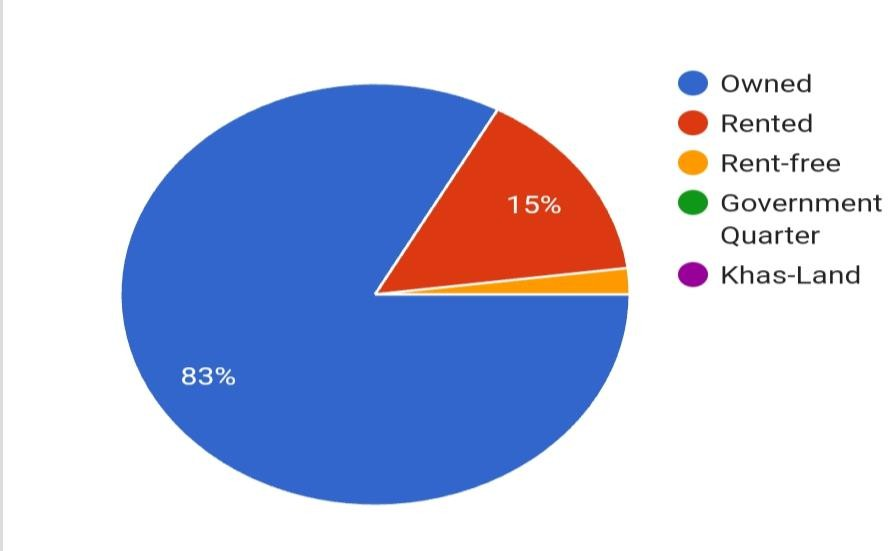 Owned
Rented
Rent-free
Government
Quarter
Khas-Land
15%
83%